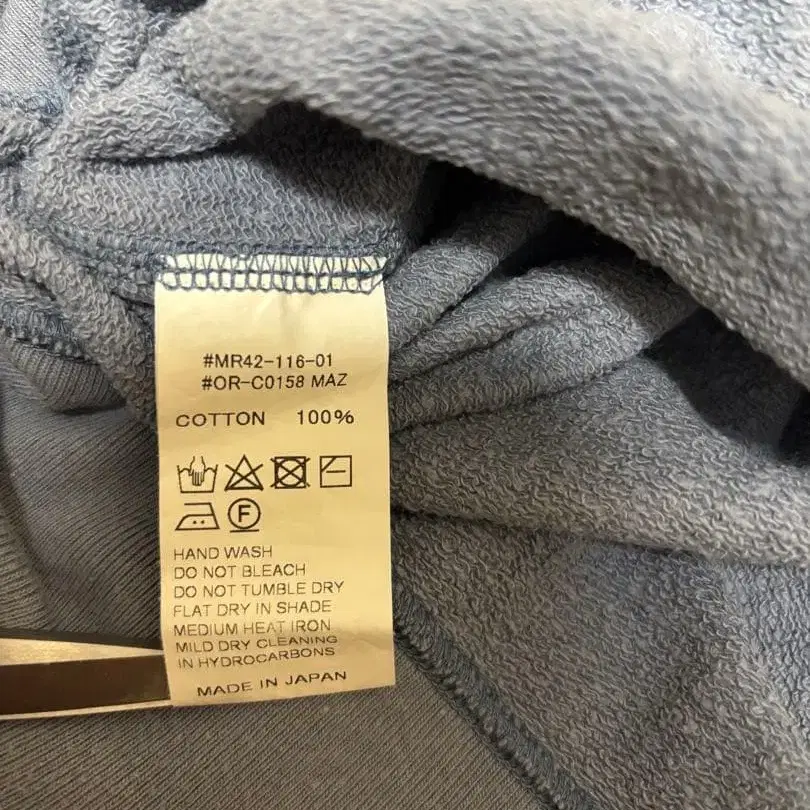 #MR42-116-01
#OR-C0158 MAZ
COTTON 100%
F
HAND WASH
DO NOT BLEACH
DO NOT TUMBLE DRY
FLAT DRY IN SHADE
MEDIUM HEAT IRON
MILD DRY CLEANING
IN HYDROCARBONS
MADE IN JAPAN